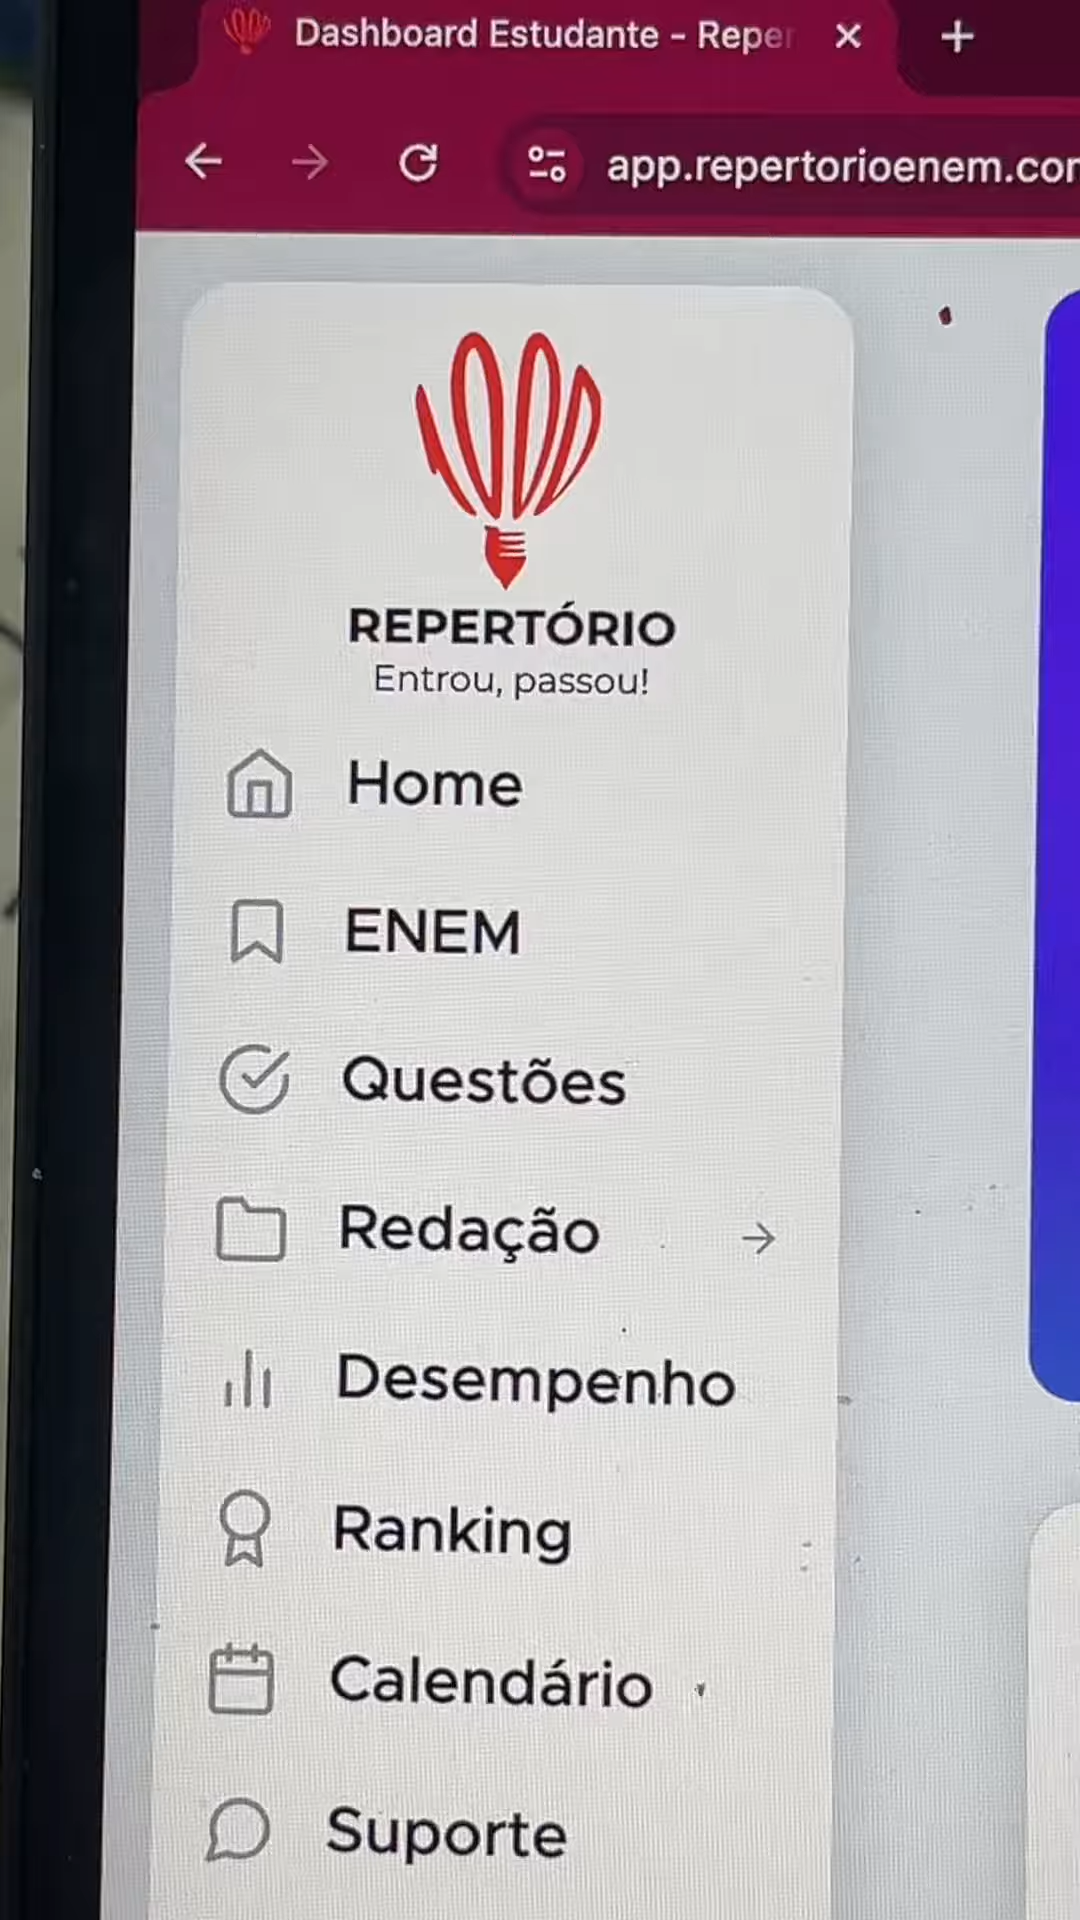 Dashboard Estudante - Reper
app.repertorioenem.com
REPERTÓRIO
Entrou, passou!
Home
ENEM
Questões
Redação
Desempenho
Ranking
Calendário
Suporte